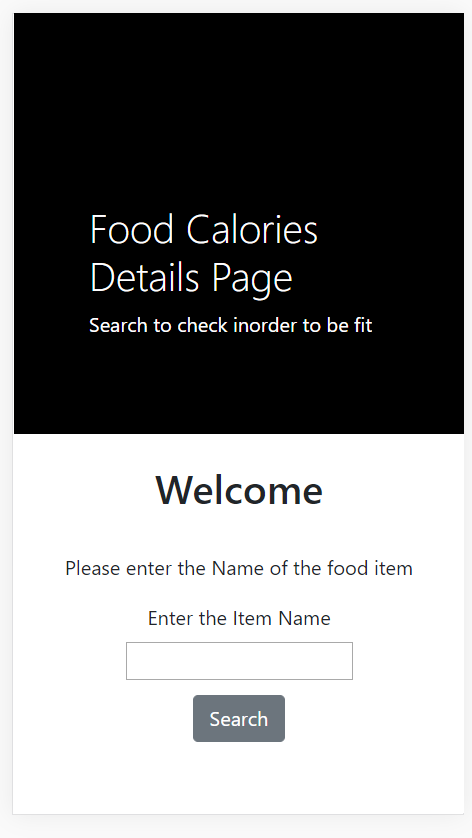 Food Calories
Details Page
Search to check inorder to be fit
Welcome
Please enter the Name of the food item
Enter the Item Name
Search